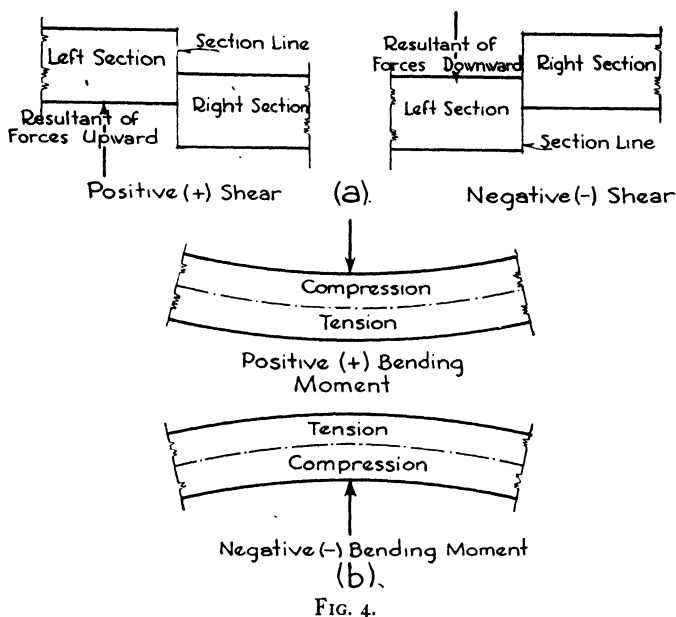 Left Section
Section Line
Right Section
Resultant of
Forces Upward
Positive (+) Shear
Resultant of
Forces Downward
Right Section
Left Section
Section Line
Negative (-) Shear
(a).
Compression
Tension
Positive (+) Bending
Moment
Tension
Compression
Negative (-) Bending Moment
(b).
FIG. 4.